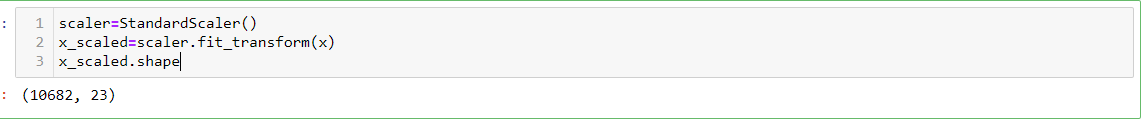 : 1 scaler=StandardScaler()
2 x_scaled=scaler.fit_transform(x)
3 x_scaled.shape
: (10682, 23)